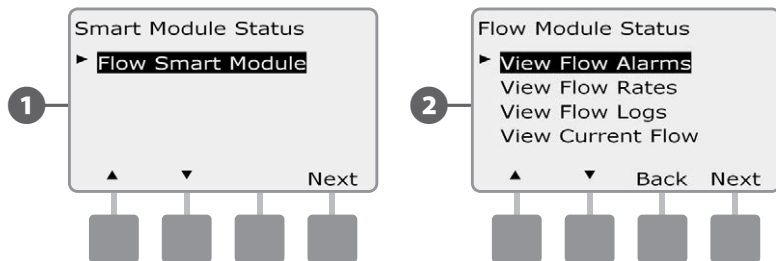 1
Smart Module Status
► Flow Smart Module
▲ ▼ Next
2
Flow Module Status
► View Flow Alarms
View Flow Rates
View Flow Logs
View Current Flow
▲ ▼ Back Next